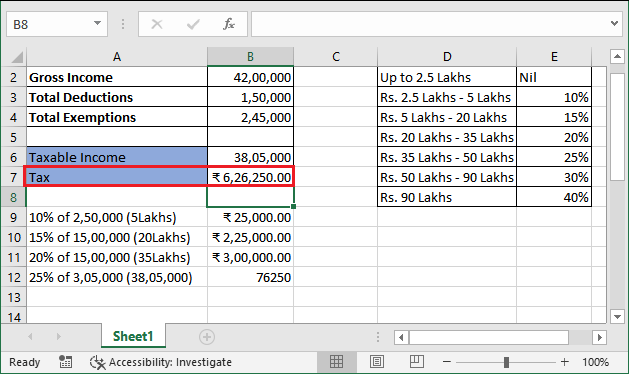 B8 fx
A B C D E
2 Gross Income 42,00,000 Up to 2.5 Lakhs Nil
3 Total Deductions 1,50,000 Rs. 2.5 Lakhs - 5 Lakhs 10%
4 Total Exemptions 2,45,000 Rs. 5 Lakhs - 20 Lakhs 15%
5 Rs. 20 Lakhs - 35 Lakhs 20%
6 Taxable Income 38,05,000 Rs. 35 Lakhs - 50 Lakhs 25%
7 Tax ₹ 6,26,250.00 Rs. 50 Lakhs - 90 Lakhs 30%
8 Rs. 90 Lakhs 40%
9 10% of 2,50,000 (5Lakhs) ₹ 25,000.00
10 15% of 15,00,000 (20Lakhs) ₹ 2,25,000.00
11 20% of 15,00,000 (35Lakhs) ₹ 3,00,000.00
12 25% of 3,05,000 (38,05,000) 76250
13
14
Sheet1
Ready Accessibility: Investigate 100%